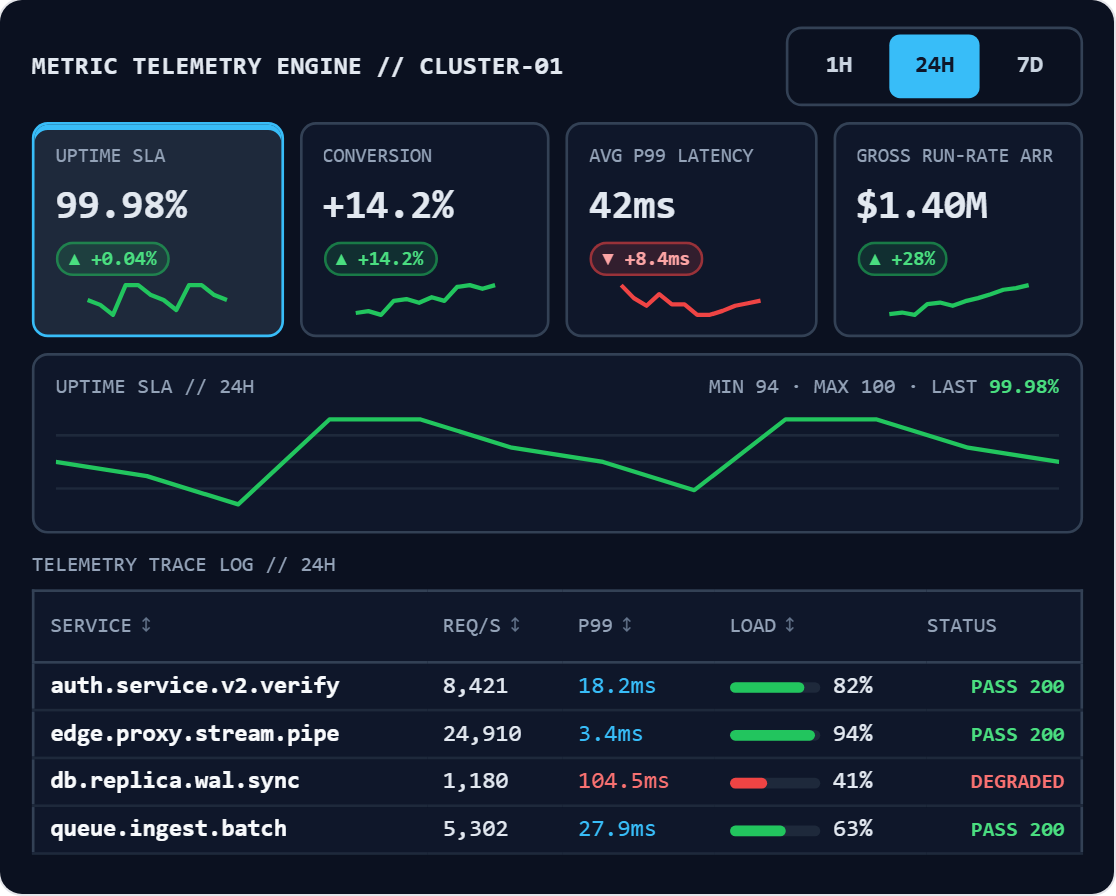 METRIC TELEMETRY ENGINE // CLUSTER-01
1H 24H 7D
UPTIME SLA
99.98%
▲ +0.04%
CONVERSION
+14.2%
▲ +14.2%
AVG P99 LATENCY
42ms
▼ +8.4ms
GROSS RUN-RATE ARR
$1.40M
▲ +28%
UPTIME SLA // 24H
MIN 94 · MAX 100 · LAST 99.98%
TELEMETRY TRACE LOG // 24H
SERVICE ↕ REQ/S ↕ P99 ↕ LOAD ↕ STATUS
auth.service.v2.verify 8,421 18.2ms 82% PASS 200
edge.proxy.stream.pipe 24,910 3.4ms 94% PASS 200
db.replica.wal.sync 1,180 104.5ms 41% DEGRADED
queue.ingest.batch 5,302 27.9ms 63% PASS 200